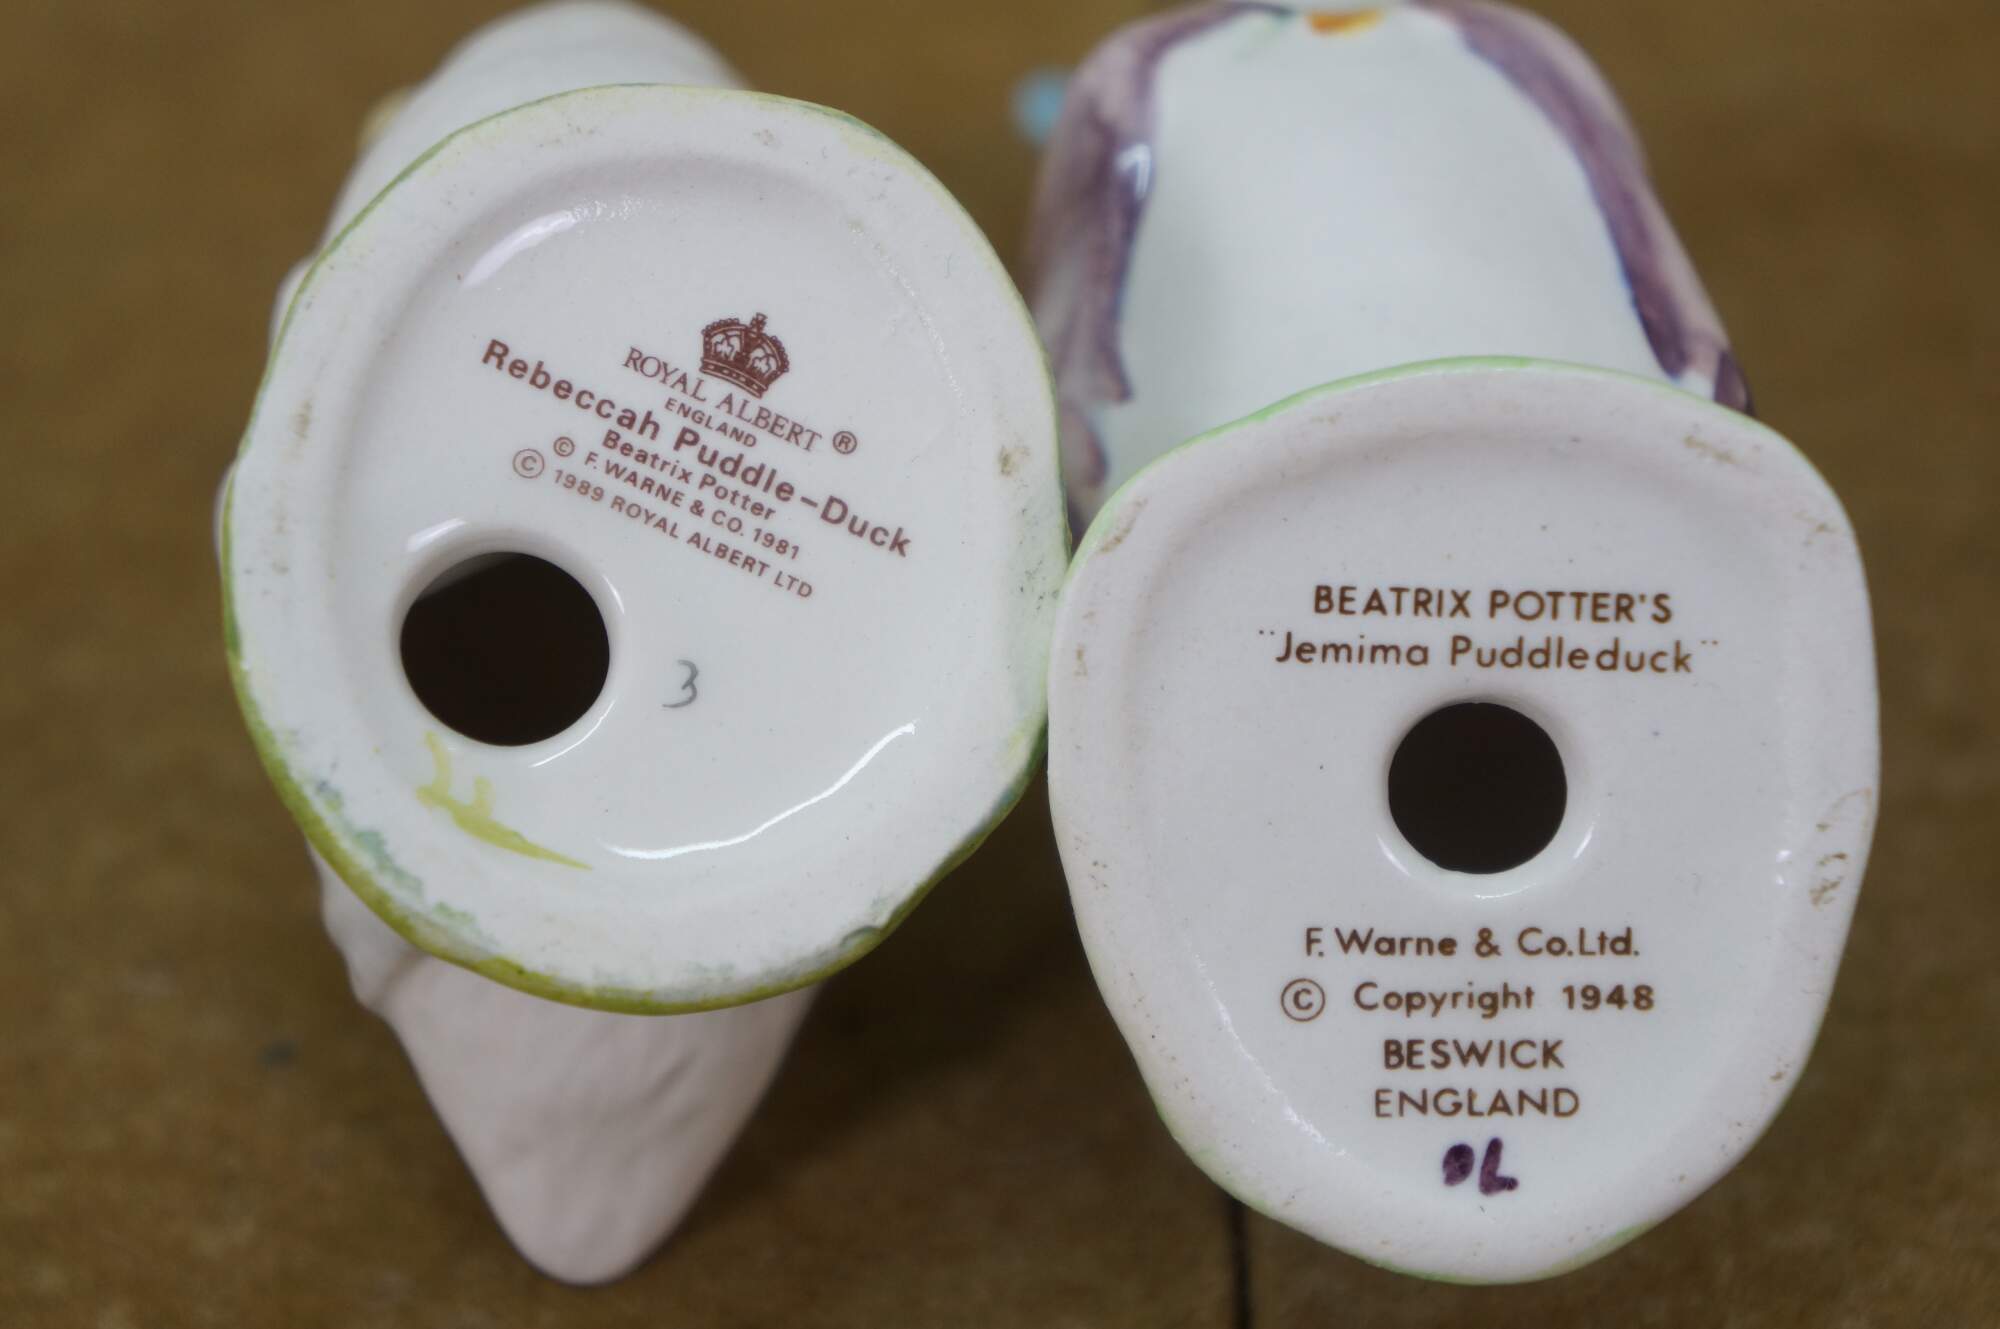 ROYAL ALBERT ®
ENGLAND
Rebeccah Puddle-Duck
Beatrix Potter
© F. WARNE & CO. 1981
© 1989 ROYAL ALBERT LTD
3
BEATRIX POTTER'S
"Jemima Puddleduck"
F. Warne & Co.Ltd.
© Copyright 1948
BESWICK
ENGLAND